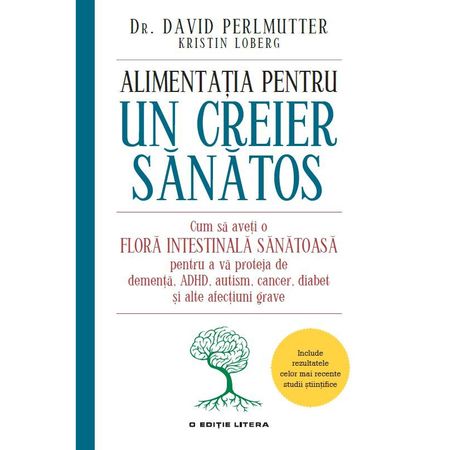 DR. DAVID PERLMUTTER
KRISTIN LOBERG
ALIMENTAȚIA PENTRU
UN CREIER
SĂNĂTOS
Cum să aveți o
FLORĂ INTESTINALĂ SĂNĂTOASĂ
pentru a vă proteja de
demență, ADHD, autism, cancer, diabet
și alte afecțiuni grave
Include
rezultatele
celor mai recente
studii științifice
O EDIȚIE LITERA